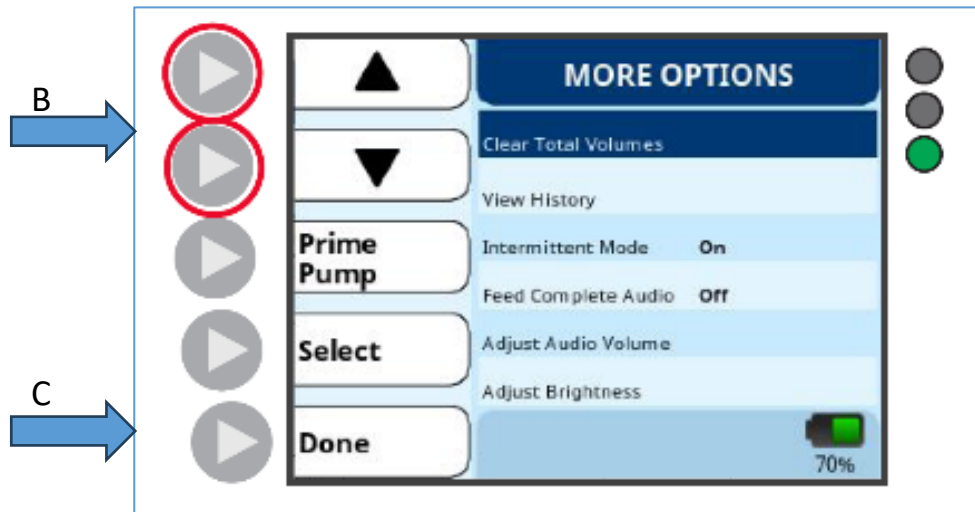 B
C
Prime
Pump
Select
Done
MORE OPTIONS
Clear Total Volumes
View History
Intermittent Mode On
Feed Complete Audio Off
Adjust Audio Volume
Adjust Brightness
70%